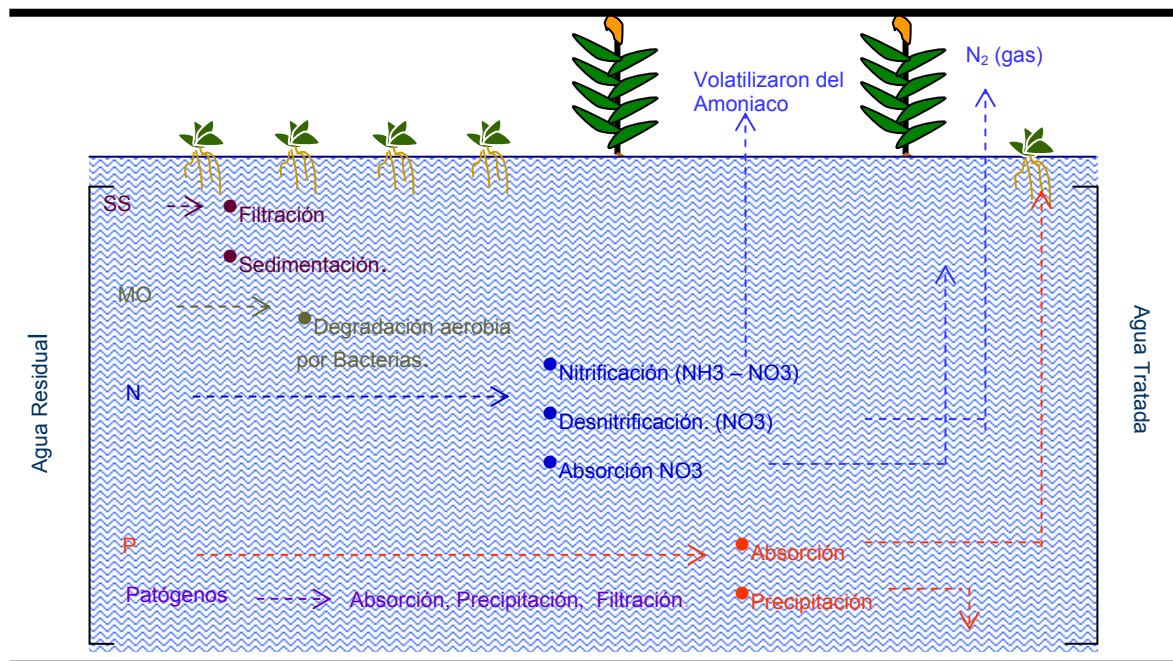 N₂ (gas)
Volatilizaron del
Amoniaco
SS
Filtración
Sedimentación.
MO
Degradación aerobia
por Bacterias.
Agua Residual
Agua Tratada
N
Nitrificación (NH3 – NO3)
Desnitrificación. (NO3)
Absorción NO3
P
Absorción
Patógenos
Absorción, Precipitación, Filtración
Precipitación